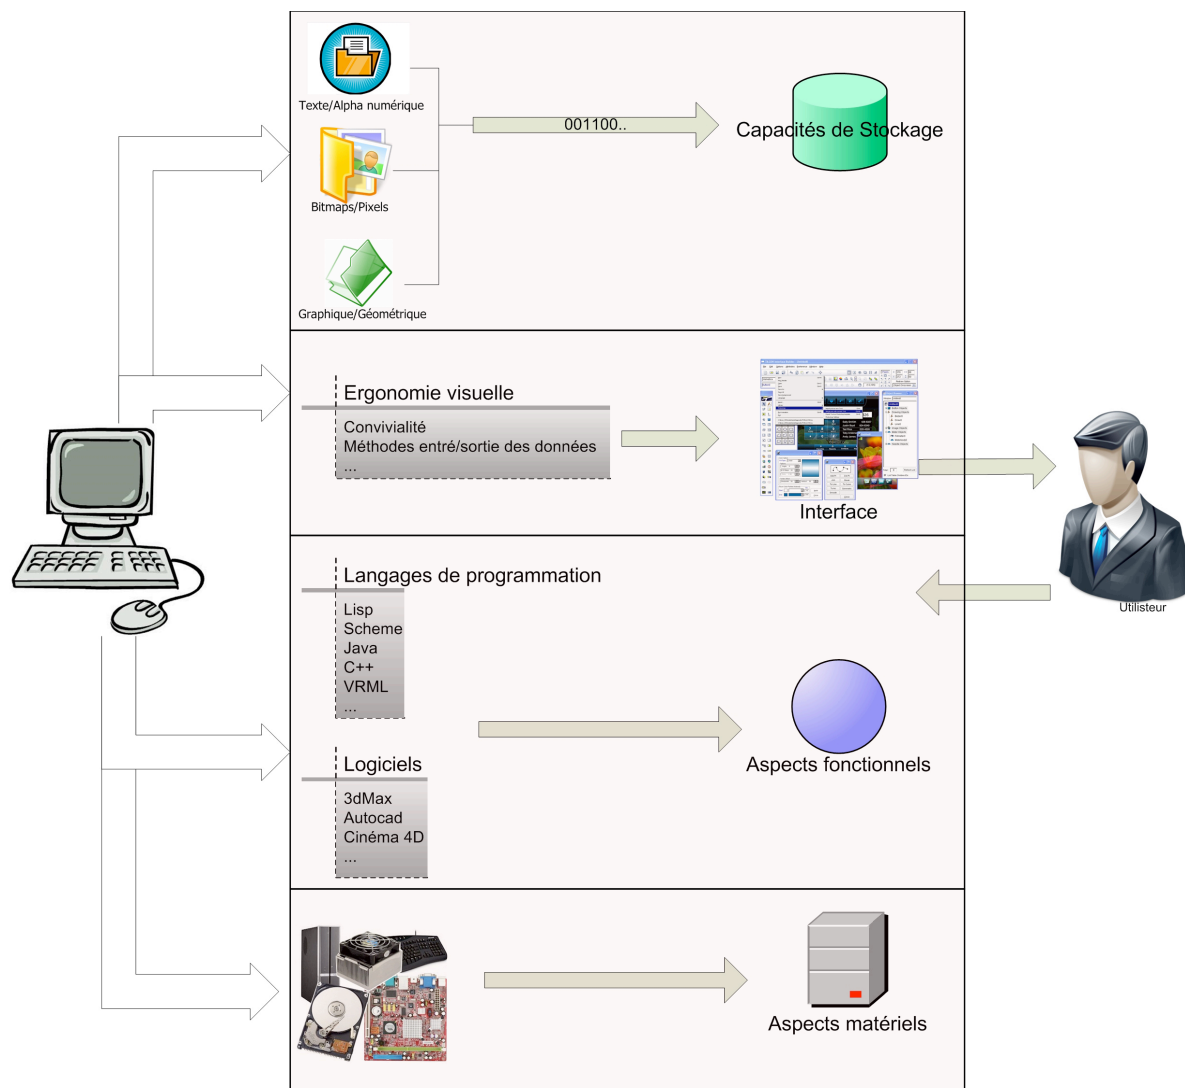 Texte/Alpha numérique
001100..
Capacités de Stockage
Bitmaps/Pixels
Graphique/Géométrique
Ergonomie visuelle
Convivialité
Méthodes entré/sortie des données
...
Interface
Utilisteur
Langages de programmation
Lisp
Scheme
Java
C++
VRML
...
Aspects fonctionnels
Logiciels
3dMax
Autocad
Cinéma 4D
...
Aspects matériels